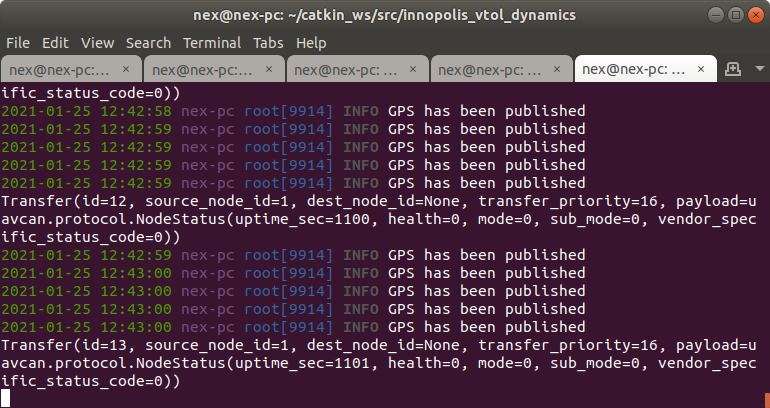 nex@nex-pc: ~/catkin_ws/src/innopolis_vtol_dynamics
File Edit View Search Terminal Tabs Help
nex@nex-pc:... × nex@nex-pc:... × nex@nex-pc: ... × nex@nex-pc: ... × nex@nex-pc: ... ×
ific_status_code=0))
2021-01-25 12:42:58 nex-pc root[9914] INFO GPS has been published
2021-01-25 12:42:59 nex-pc root[9914] INFO GPS has been published
2021-01-25 12:42:59 nex-pc root[9914] INFO GPS has been published
2021-01-25 12:42:59 nex-pc root[9914] INFO GPS has been published
2021-01-25 12:42:59 nex-pc root[9914] INFO GPS has been published
Transfer(id=12, source_node_id=1, dest_node_id=None, transfer_priority=16, payload=u
avcan.protocol.NodeStatus(uptime_sec=1100, health=0, mode=0, sub_mode=0, vendor_spec
ific_status_code=0))
2021-01-25 12:42:59 nex-pc root[9914] INFO GPS has been published
2021-01-25 12:43:00 nex-pc root[9914] INFO GPS has been published
2021-01-25 12:43:00 nex-pc root[9914] INFO GPS has been published
2021-01-25 12:43:00 nex-pc root[9914] INFO GPS has been published
2021-01-25 12:43:00 nex-pc root[9914] INFO GPS has been published
Transfer(id=13, source_node_id=1, dest_node_id=None, transfer_priority=16, payload=u
avcan.protocol.NodeStatus(uptime_sec=1101, health=0, mode=0, sub_mode=0, vendor_spec
ific_status_code=0))